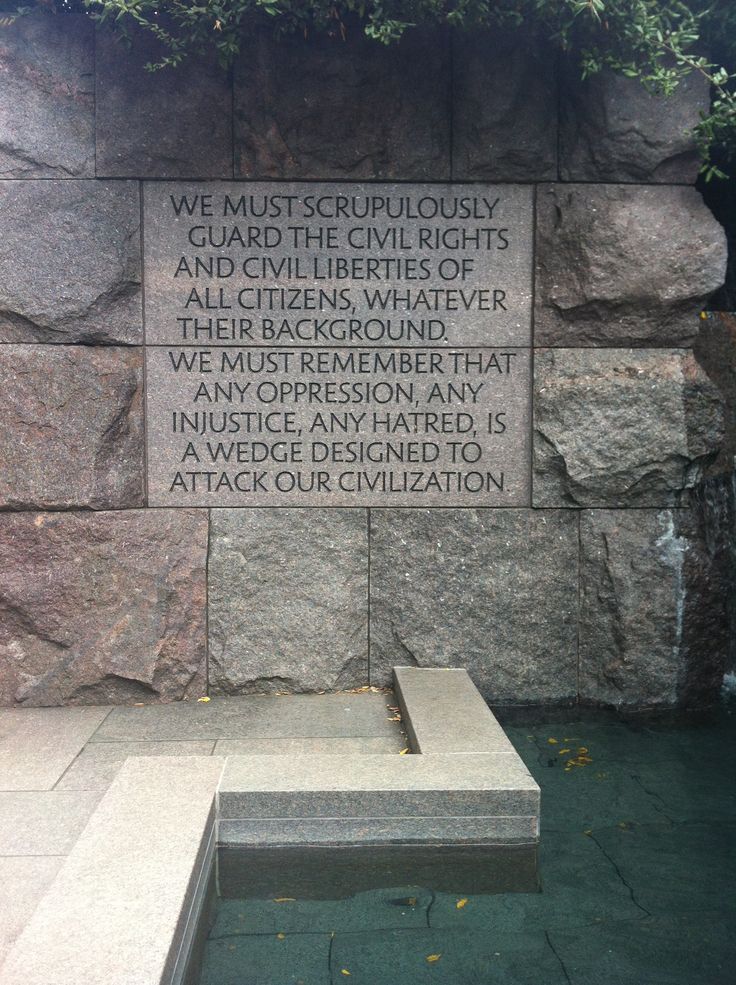 WE MUST SCRUPULOUSLY
GUARD THE CIVIL RIGHTS
AND CIVIL LIBERTIES OF
ALL CITIZENS, WHATEVER
THEIR BACKGROUND.
WE MUST REMEMBER THAT
ANY OPPRESSION, ANY
INJUSTICE, ANY HATRED, IS
A WEDGE DESIGNED TO
ATTACK OUR CIVILIZATION.